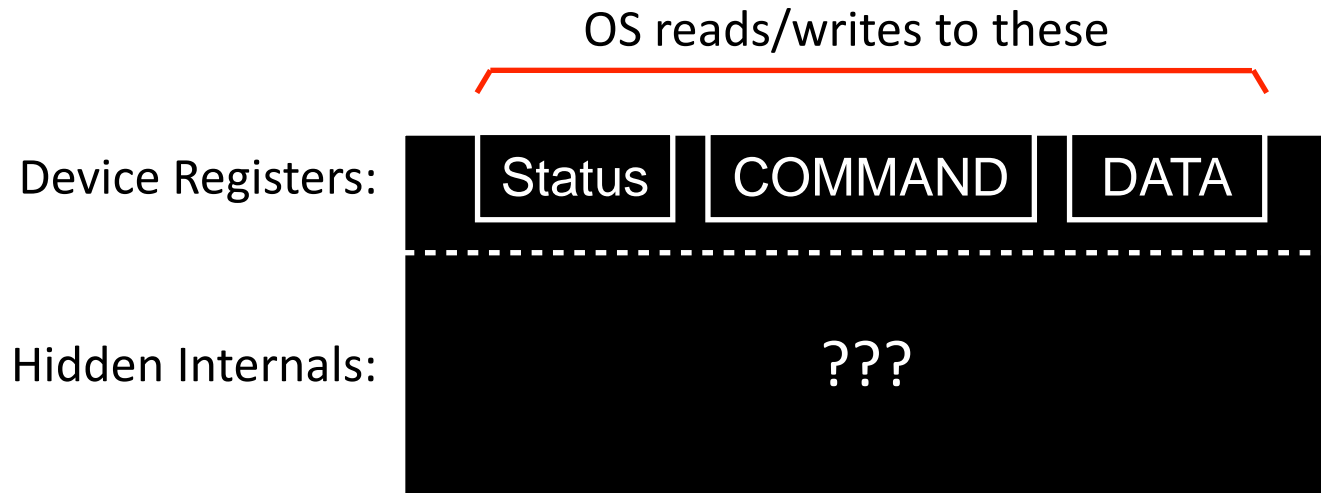 OS reads/writes to these
Device Registers: Status COMMAND DATA
Hidden Internals: ???